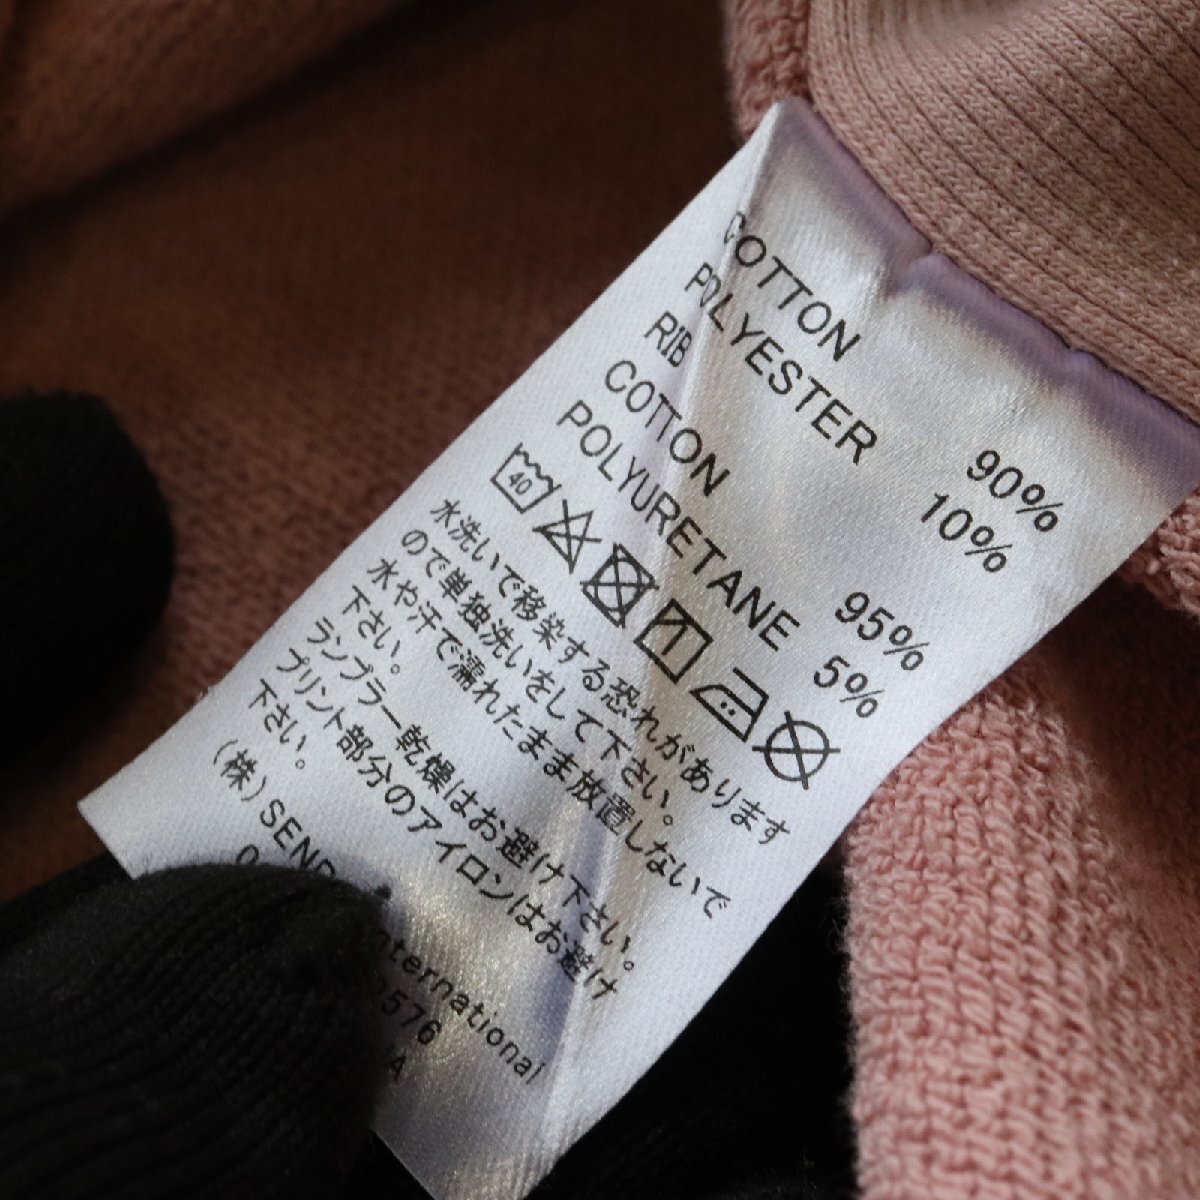 COTTON 90%
POLYESTER 10%
RIB
COTTON 95%
POLYURETANE 5%
40
水洗いで移染する恐れがあります
ので単独洗いをして下さい。
水や汗で濡れたまま放置しないで
下さい。
タンブラー乾燥はお避け下さい。
プリント部分のアイロンはお避け
下さい。
(株) SEND international
576
A